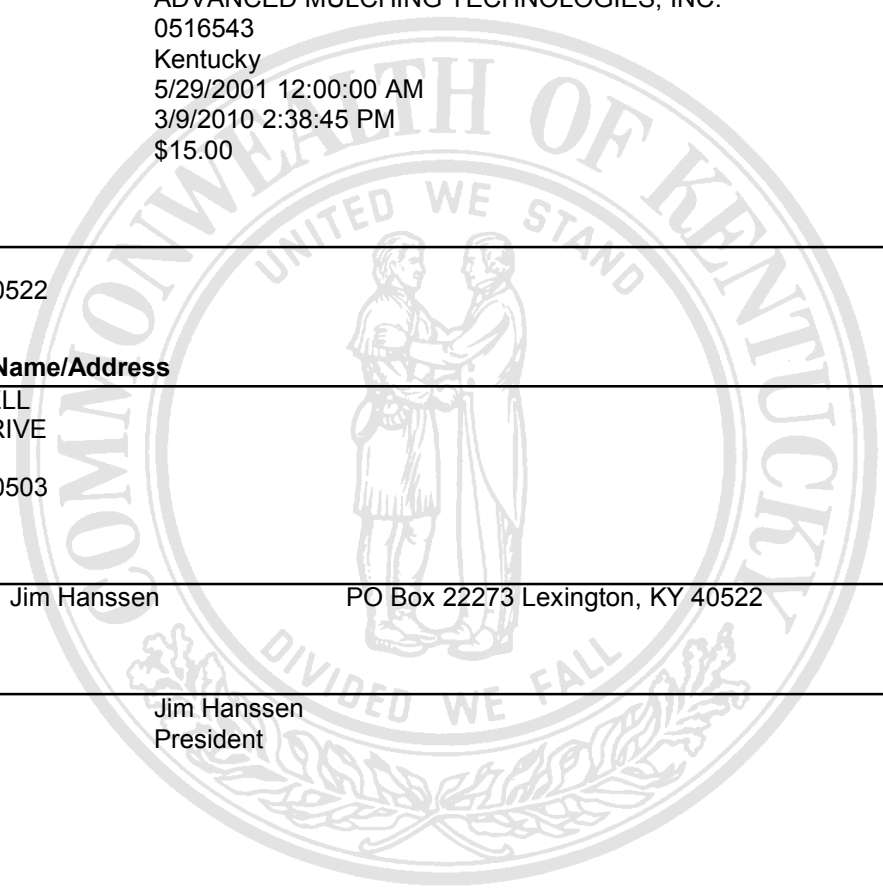 ADVANCED MULCHING TECHNOLOGIES, INC.
0516543
Kentucky
5/29/2001 12:00:00 AM
3/9/2010 2:38:45 PM
$15.00
COMMONWEALTH OF KENTUCKY
UNITED WE STAND
0522
Name/Address
ELL
RIVE
0503
Jim Hanssen PO Box 22273 Lexington, KY 40522
DIVIDED WE FALL
Jim Hanssen
President